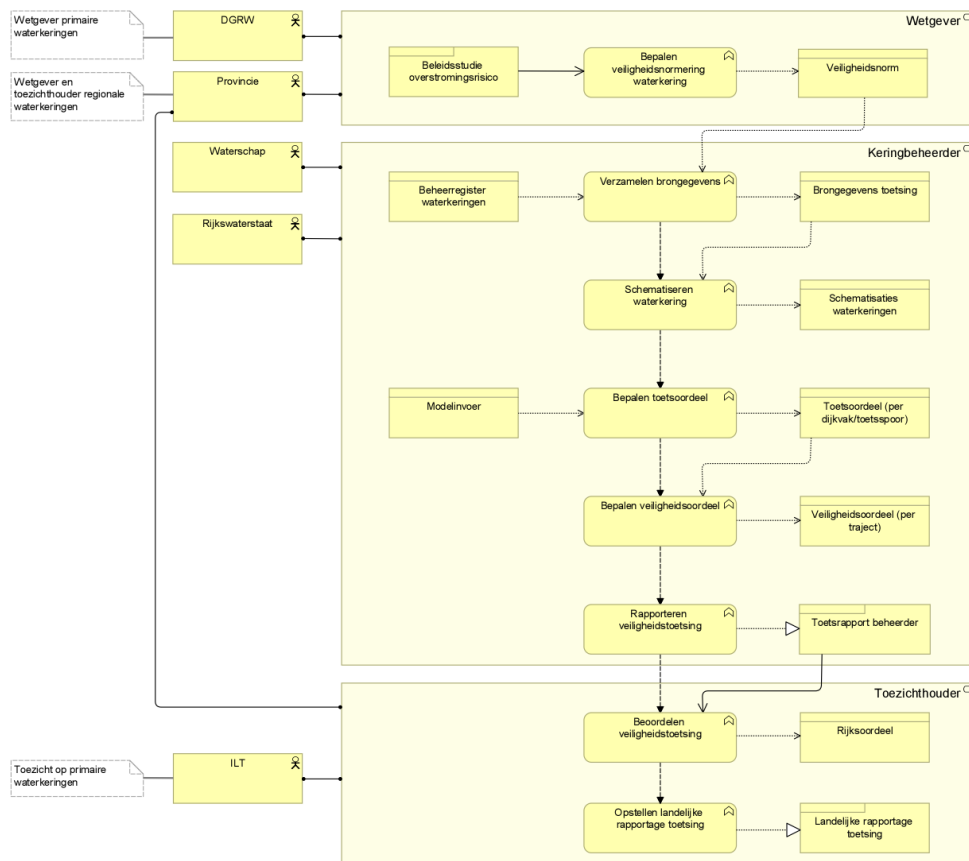 Wetgever primaire
waterkeringen
DGRW
Wetgever
Beleidsstudie
overstromingsrisico
Bepalen
veiligheidsnormering
waterkering
Veiligheidsnorm
Wetgever en
toezichthouder regionale
waterkeringen
Provincie
Waterschap
Keringbeheerder
Beheerregister
waterkeringen
Verzamelen brongegevens
Brongegevens toetsing
Rijkswaterstaat
Schematiseren
waterkering
Schematisaties
waterkeringen
Modelinvoer
Bepalen toetsoordeel
Toetsoordeel (per
dijkvak/toetsspoor)
Bepalen veiligheidsoordeel
Veiligheidsoordeel (per
traject)
Rapporteren
veiligheidstoetsing
Toetsrapport beheerder
Toezichthouder
Beoordelen
veiligheidstoetsing
Rijksoordeel
Toezicht op primaire
waterkeringen
ILT
Opstellen landelijke
rapportage toetsing
Landelijke rapportage
toetsing